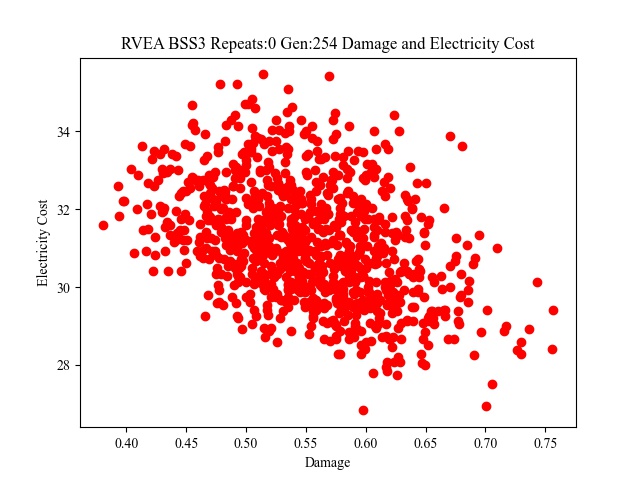 RVEA BSS3 Repeats:0 Gen:254 Damage and Electricity Cost
Electricity Cost
34
32
30
28
0.40 0.45 0.50 0.55 0.60 0.65 0.70 0.75
Damage